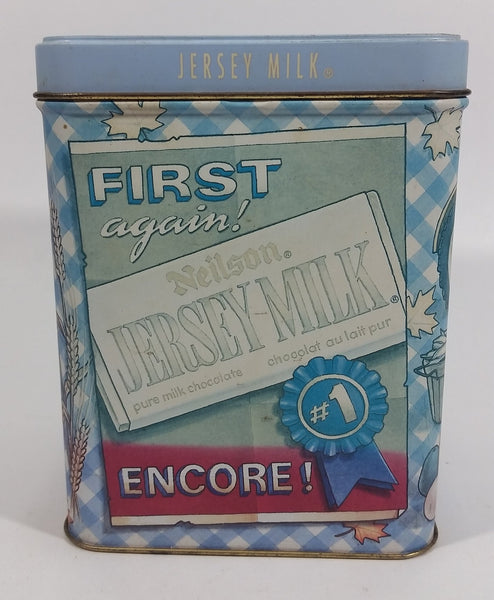 JERSEY MILK®
FIRST
again!
Neilson®
JERSEY MILK®
pure milk chocolate chocolat au lait pur
#1
ENCORE!